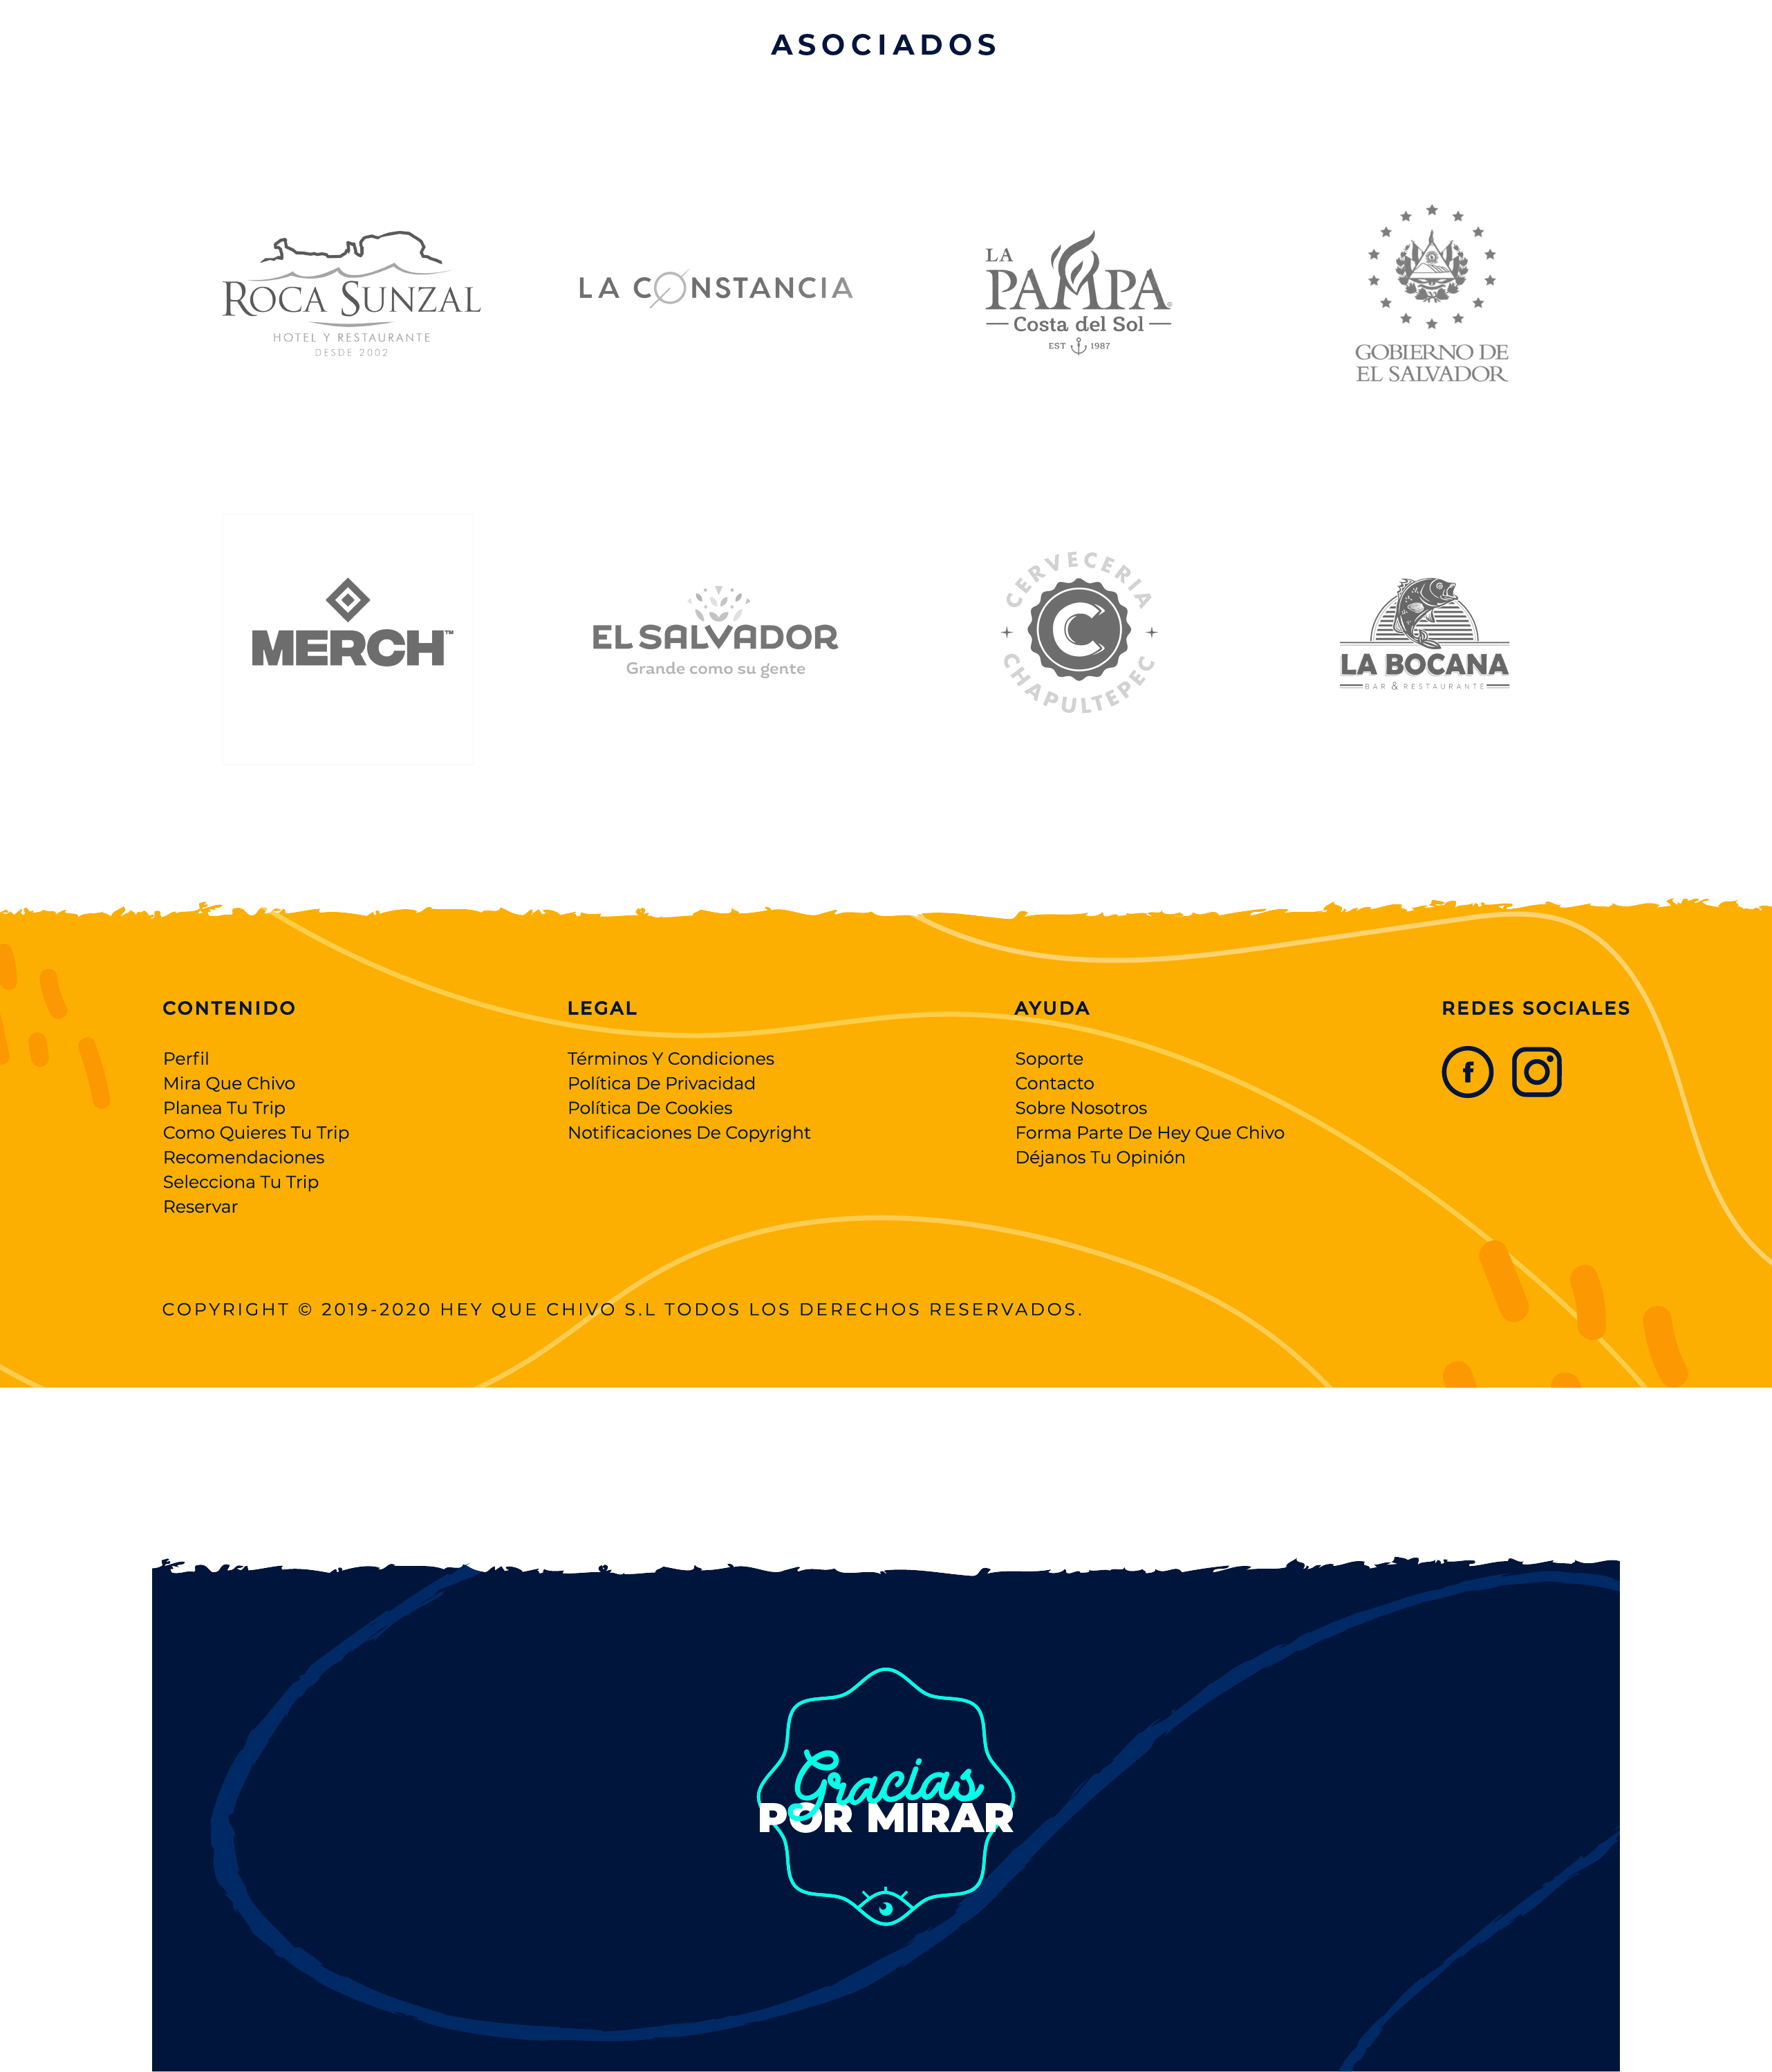 ASOCIADOS
ROCA SUNZAL
HOTEL Y RESTAURANTE
DESDE 2002
LA CONSTANCIA
LA
PAMPA®
Costa del Sol
EST 1987
GOBIERNO DE
EL SALVADOR
MERCH™
EL SALVADOR
Grande como su gente
CERVECERIA
C
CHAPULTEPEC
LA BOCANA
BAR & RESTAURANTE
CONTENIDO
Perfil
Mira Que Chivo
Planea Tu Trip
Como Quieres Tu Trip
Recomendaciones
Selecciona Tu Trip
Reservar
LEGAL
Términos Y Condiciones
Política De Privacidad
Política De Cookies
Notificaciones De Copyright
AYUDA
Soporte
Contacto
Sobre Nosotros
Forma Parte De Hey Que Chivo
Déjanos Tu Opinión
REDES SOCIALES
f
COPYRIGHT © 2019-2020 HEY QUE CHIVO S.L TODOS LOS DERECHOS RESERVADOS.
Gracias
POR MIRAR